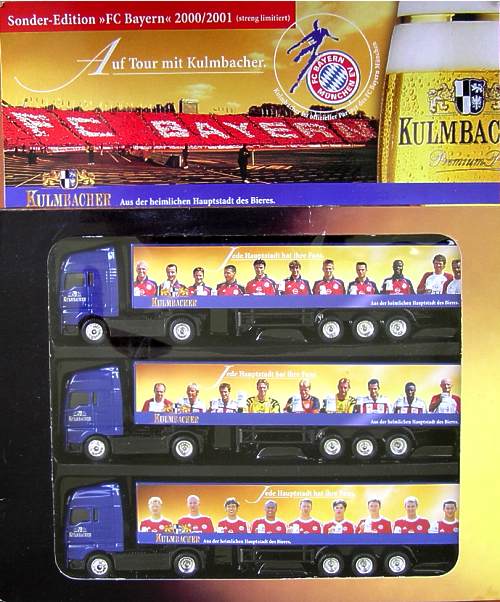 Sonder-Edition »FC Bayern« 2000/2001 (streng limitiert)
Auf Tour mit Kulmbacher.
FC BAYERN
MÜNCHEN
FC BAYERN
KULMBACHER
Aus der heimlichen Hauptstadt des Bieres.
KULMBAC
Premium
Jede Hauptstadt hat ihre Fans.
KULMBACHER
Aus der heimlichen Hauptstadt des Bieres.
Jede Hauptstadt hat ihre Fans.
KULMBACHER
Aus der heimlichen Hauptstadt des Bieres.
Jede Hauptstadt hat ihre Fans.
KULMBACHER
Aus der heimlichen Hauptstadt des Bieres.